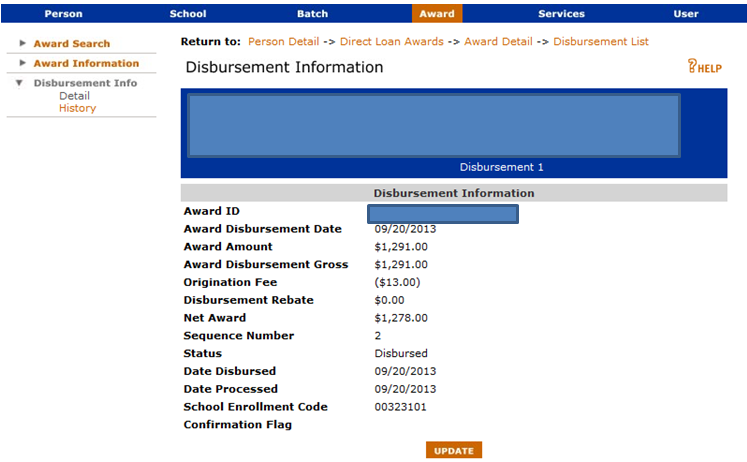 Person School Batch Award Services User
Award Search
Award Information
Disbursement Info
Detail
History
Return to: Person Detail -> Direct Loan Awards -> Award Detail -> Disbursement List
Disbursement Information
? HELP
Disbursement 1
Disbursement Information
Award ID
Award Disbursement Date 09/20/2013
Award Amount $1,291.00
Award Disbursement Gross $1,291.00
Origination Fee ($13.00)
Disbursement Rebate $0.00
Net Award $1,278.00
Sequence Number 2
Status Disbursed
Date Disbursed 09/20/2013
Date Processed 09/20/2013
School Enrollment Code 00323101
Confirmation Flag
UPDATE